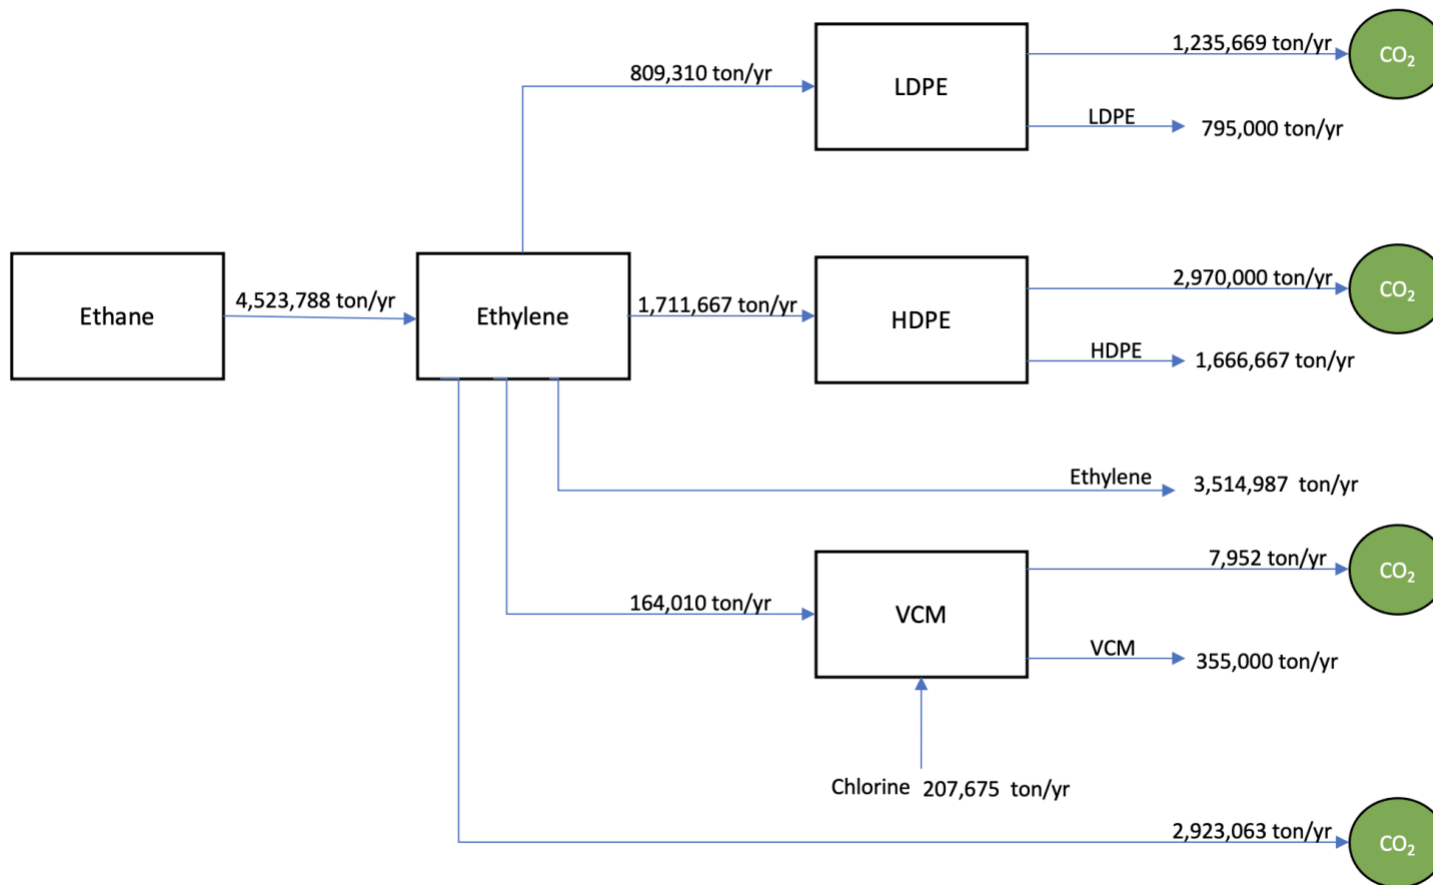 1,235,669 ton/yr
CO₂
809,310 ton/yr
LDPE
LDPE
795,000 ton/yr
2,970,000 ton/yr
CO₂
4,523,788 ton/yr
1,711,667 ton/yr
Ethane
Ethylene
HDPE
HDPE
1,666,667 ton/yr
Ethylene
3,514,987 ton/yr
7,952 ton/yr
CO₂
164,010 ton/yr
VCM
VCM
355,000 ton/yr
Chlorine 207,675 ton/yr
2,923,063 ton/yr
CO₂